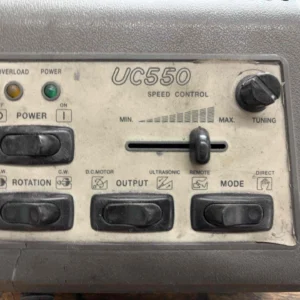 OVERLOAD POWER
UC550
SPEED CONTROL
OFF ON
O POWER I
MIN. MAX. TUNING
D.C.MOTOR ULTRASONIC REMOTE DIRECT
ROTATION OUTPUT MODE